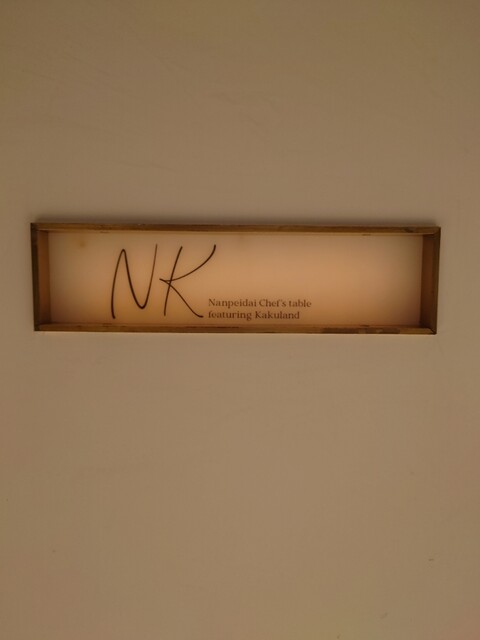 NK
Nanpeidai Chef's table
featuring Kakuland